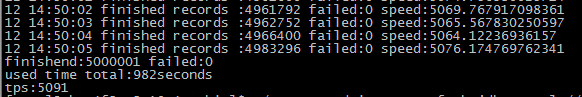 12 14:50:02 finished records :4961792 failed:0 speed:5069.767017098361
12 14:50:03 finished records :4962752 failed:0 speed:5065.567830250597
12 14:50:04 finished records :4966400 failed:0 speed:5064.12236936157
12 14:50:05 finished records :4983296 failed:0 speed:5076.174769762341
finishend:5000001 failed:0
used time total:982seconds
tps:5091